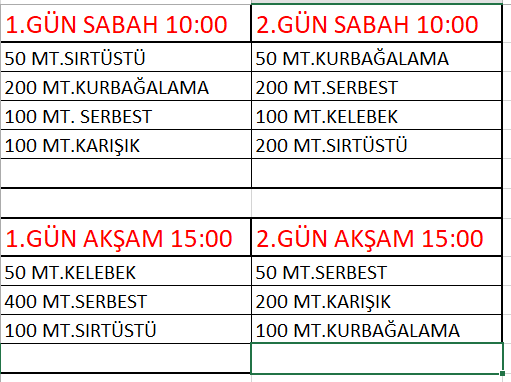 1.GÜN SABAH 10:00
2.GÜN SABAH 10:00
50 MT.SIRTÜSTÜ
50 MT.KURBAĞALAMA
200 MT.KURBAĞALAMA
200 MT.SERBEST
100 MT. SERBEST
100 MT.KELEBEK
100 MT.KARIŞIK
200 MT.SIRTÜSTÜ
1.GÜN AKŞAM 15:00
2.GÜN AKŞAM 15:00
50 MT.KELEBEK
50 MT.SERBEST
400 MT.SERBEST
200 MT.KARIŞIK
100 MT.SIRTÜSTÜ
100 MT.KURBAĞALAMA